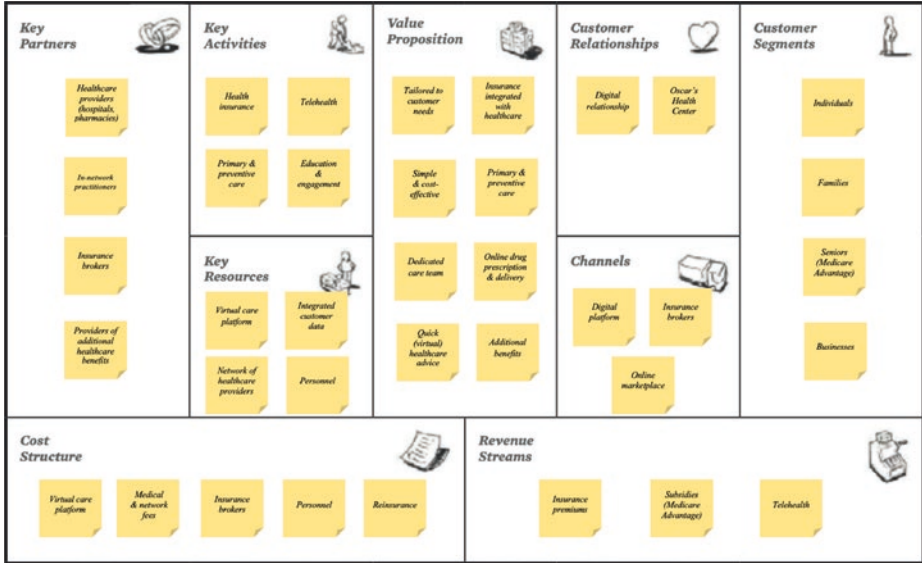 Key
Partners
Healthcare
providers
(hospitals,
pharmacies)
In-network
practitioners
Insurance
brokers
Providers of
additional
healthcare
benefits
Key
Activities
Health
insurance
Telehealth
Primary &
preventive
care
Education
&
engagement
Key
Resources
Virtual care
platform
Integrated
customer
data
Network of
healthcare
providers
Personnel
Value
Proposition
Tailored to
customer
needs
Insurance
integrated
with
healthcare
Simple
& cost-
effective
Primary &
preventive
care
Dedicated
care team
Online drug
prescription
& delivery
Quick
(virtual)
healthcare
advice
Additional
benefits
Customer
Relationships
Digital
relationship
Oscar's
Health
Center
Channels
Digital
platform
Insurance
brokers
Online
marketplace
Customer
Segments
Individuals
Families
Seniors
(Medicare
Advantage)
Businesses
Cost
Structure
Virtual care
platform
Medical
& network
fees
Insurance
brokers
Personnel
Reinsurance
Revenue
Streams
Insurance
premiums
Subsidies
(Medicare
Advantage)
Telehealth